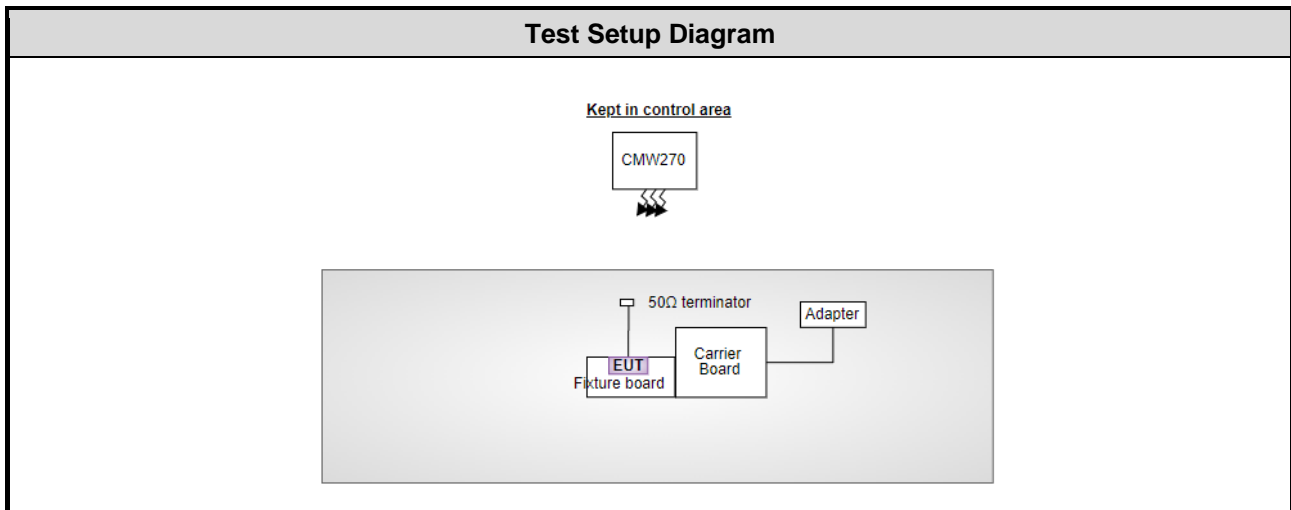 Test Setup Diagram
Kept in control area
CMW270
50Ω terminator
Adapter
Carrier
Board
EUT
Fixture board